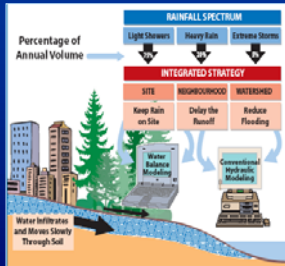 RAINFALL SPECTRUM
Light Showers
Heavy Rain
Extreme Storms
Percentage of
Annual Volume
INTEGRATED STRATEGY
SITE
NEIGHBOURHOOD
WATERSHED
Keep Rain
on Site
Delay the
Runoff
Reduce
Flooding
Water
Balance
Modeling
Conventional
Hydraulic
Modeling
Water Infiltrates
and Moves Slowly
Through Soil